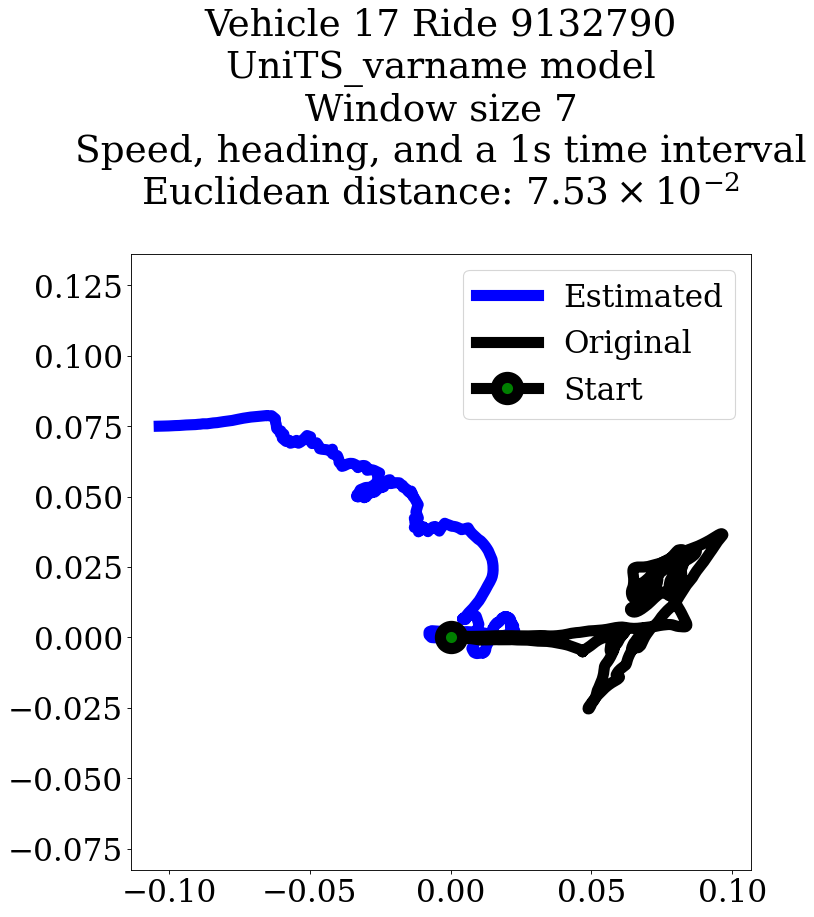 Vehicle 17 Ride 9132790
UniTS_varname model
Window size 7
Speed, heading, and a 1s time interval
Euclidean distance: 7.53 × 10⁻²
Estimated
Original
Start
0.125
0.100
0.075
0.050
0.025
0.000
−0.025
−0.050
−0.075
−0.10 −0.05 0.00 0.05 0.10